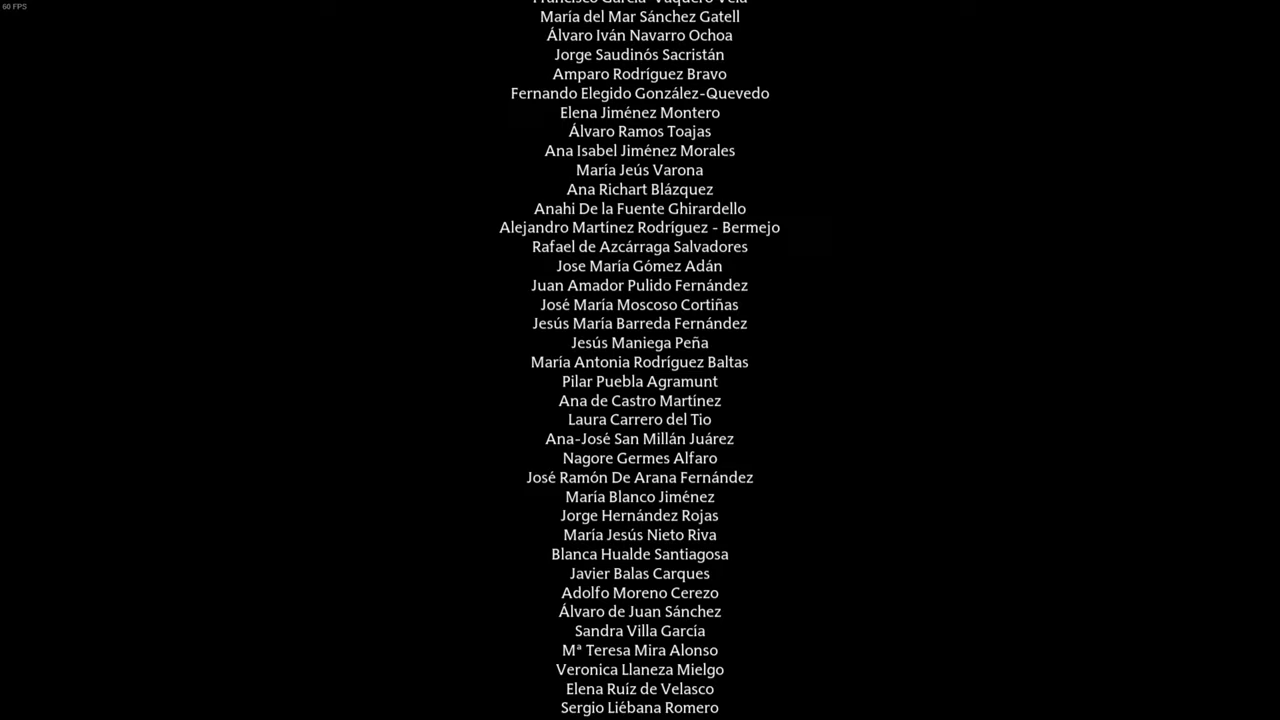 60 FPS
María del Mar Sánchez Gatell
Álvaro Iván Navarro Ochoa
Jorge Saudinós Sacristán
Amparo Rodríguez Bravo
Fernando Elegido González-Quevedo
Elena Jiménez Montero
Álvaro Ramos Toajas
Ana Isabel Jiménez Morales
María Jeús Varona
Ana Richart Blázquez
Anahi De la Fuente Ghirardello
Alejandro Martínez Rodríguez - Bermejo
Rafael de Azcárraga Salvadores
Jose María Gómez Adán
Juan Amador Pulido Fernández
José María Moscoso Cortiñas
Jesús María Barreda Fernández
Jesús Maniega Peña
María Antonia Rodríguez Baltas
Pilar Puebla Agramunt
Ana de Castro Martínez
Laura Carrero del Tio
Ana-José San Millán Juárez
Nagore Germes Alfaro
José Ramón De Arana Fernández
María Blanco Jiménez
Jorge Hernández Rojas
María Jesús Nieto Riva
Blanca Hualde Santiagosa
Javier Balas Carques
Adolfo Moreno Cerezo
Álvaro de Juan Sánchez
Sandra Villa García
Mª Teresa Mira Alonso
Veronica Llaneza Mielgo
Elena Ruíz de Velasco
Sergio Liébana Romero